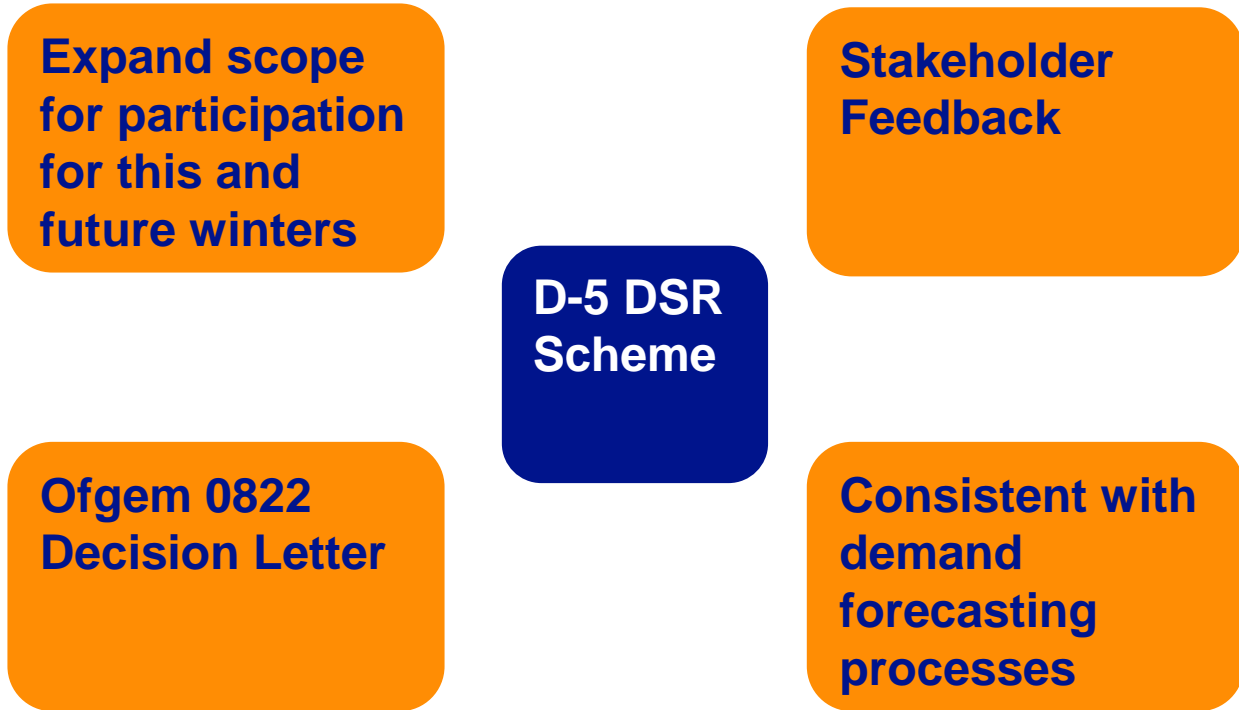 Expand scope
for participation
for this and
future winters
Stakeholder
Feedback
D-5 DSR
Scheme
Ofgem 0822
Decision Letter
Consistent with
demand
forecasting
processes